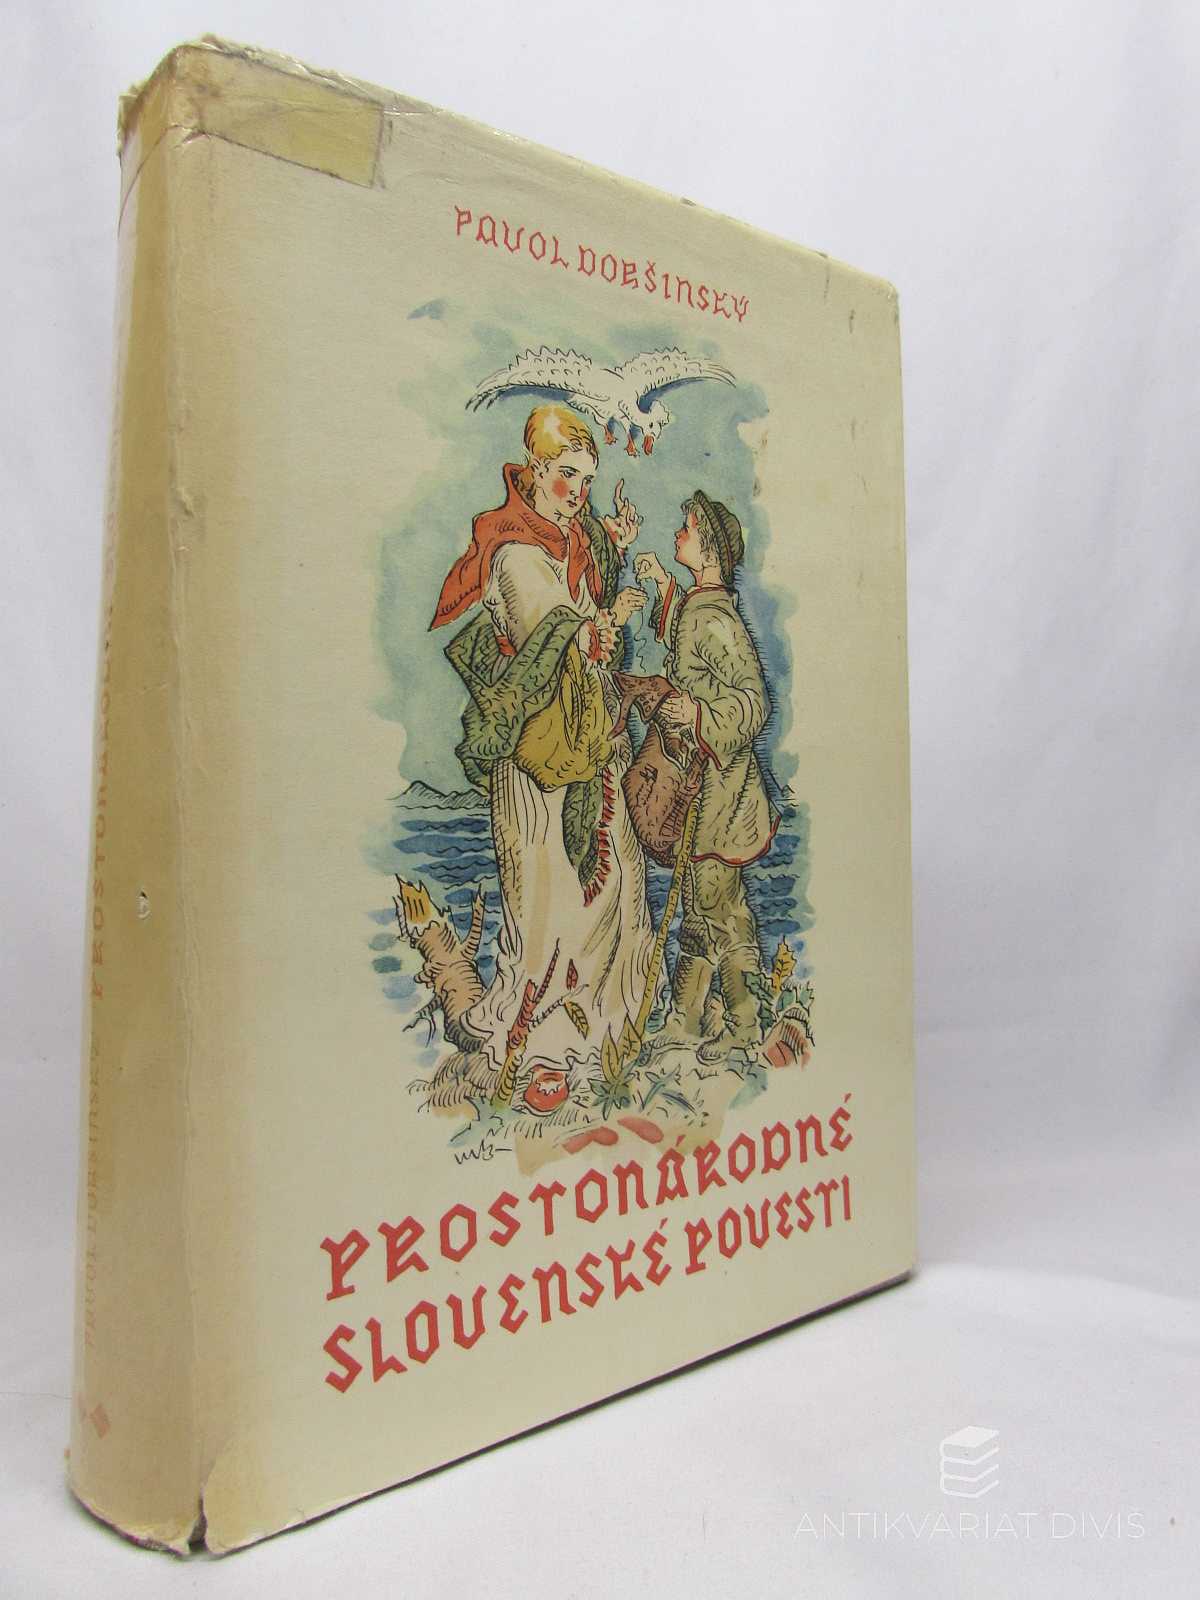 PAVOL DOBŠINSKÝ
PROSTONÁRODNÉ
SLOVENSKÉ POVESTI
PAVOL DOBŠINSKÝ PROSTONÁRODNÉ
ANTIKVARIAT DIVIŠ